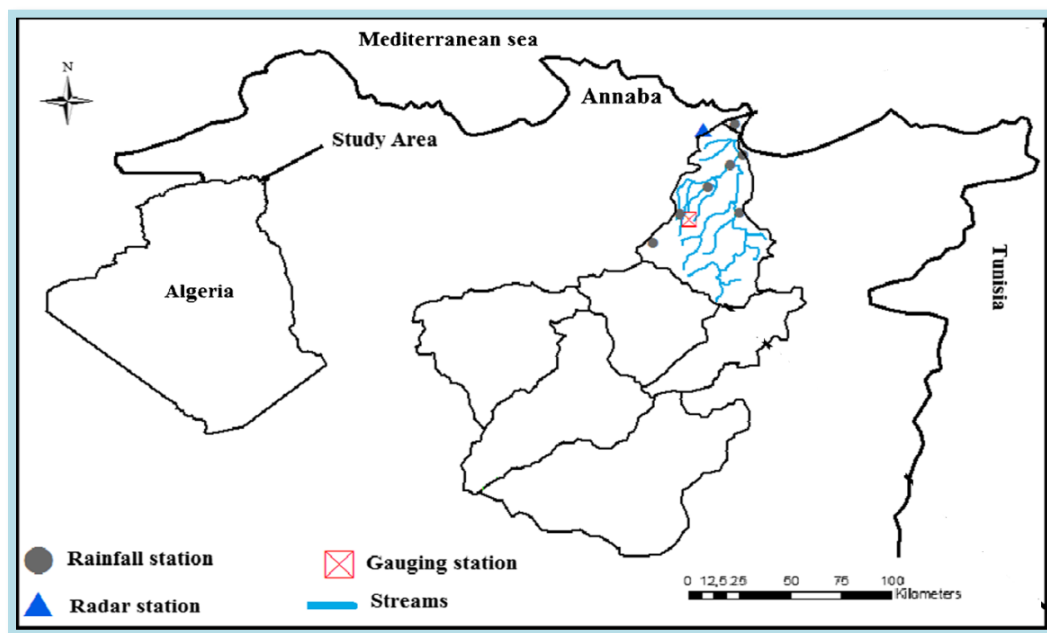 Mediterranean sea
N
Annaba
Study Area
Algeria
Tunisia
Rainfall station
Gauging station
Radar station
Streams
0 12,5 25 50 75 100
Kilometers